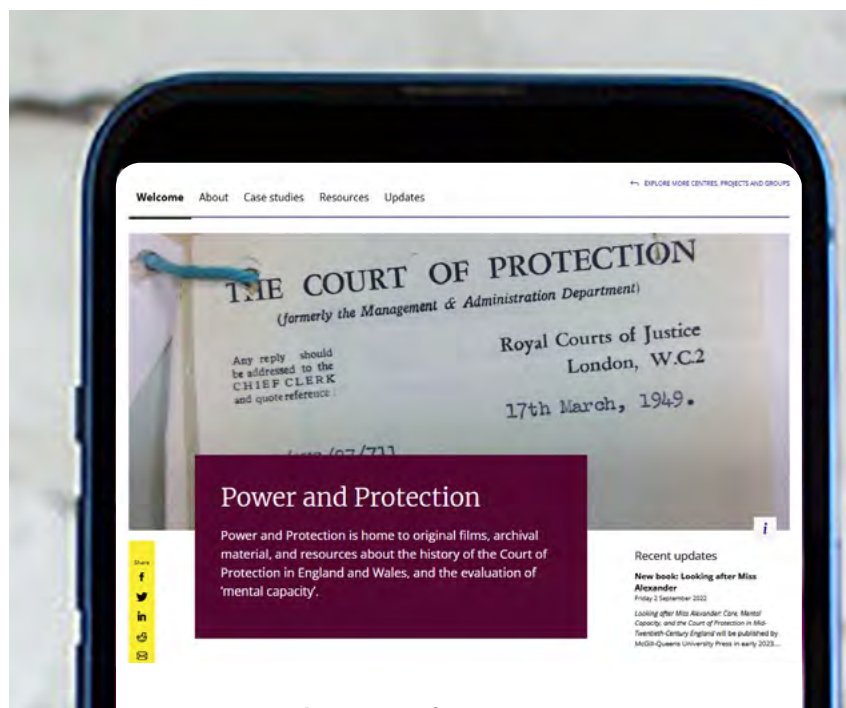 Welcome About Case studies Resources Updates
EXPLORE MORE CENTRES, PROJECTS AND GROUPS
THE COURT OF PROTECTION
(formerly the Management & Administration Department)
Any reply should
be addressed to the
CHIEF CLERK
and quote reference :
Royal Courts of Justice
London, W.C.2
17th March, 1949.
/07/711
Power and Protection
Power and Protection is home to original films, archival
material, and resources about the history of the Court of
Protection in England and Wales, and the evaluation of
‘mental capacity’.
i
Share
f
in
Recent updates
New book: Looking after Miss
Alexander
Friday 2 September 2022
Looking after Miss Alexander: Care, Mental
Capacity, and the Court of Protection in Mid-
Twentieth-Century England will be published by
McGill-Queens University Press in early 2023....